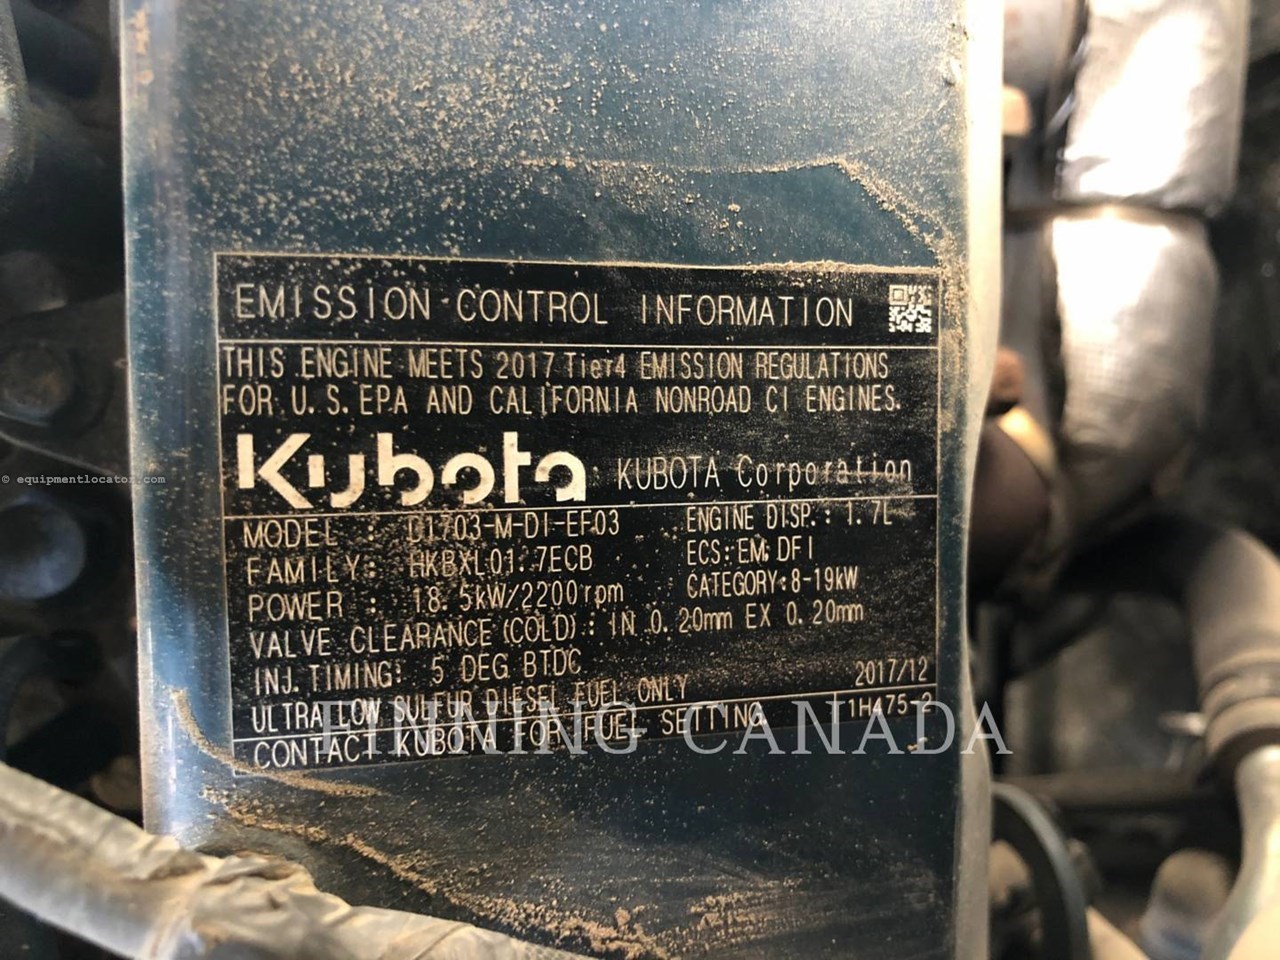 EMISSION CONTROL INFORMATION
THIS ENGINE MEETS 2017 Tier4 EMISSION REGULATIONS
FOR U.S.EPA AND CALIFORNIA NONROAD CI ENGINES.
Kubota KUBOTA Corporation
MODEL : D1703-M-DI-EF03 ENGINE DISP.: 1.7L
FAMILY: HKBXL01.7ECB ECS:EM,DFI
POWER : 18.5kW/2200rpm CATEGORY:8-19kW
VALVE CLEARANCE(COLD): IN 0.20mm EX 0.20mm
INJ.TIMING: 5 DEG BTDC
ULTRA LOW SULFUR DIESEL FUEL ONLY 2017/12
CONTACT KUBOTA FOR FUEL SETTING. 1H475-2
© equipmentlocator.com
FINNING CANADA